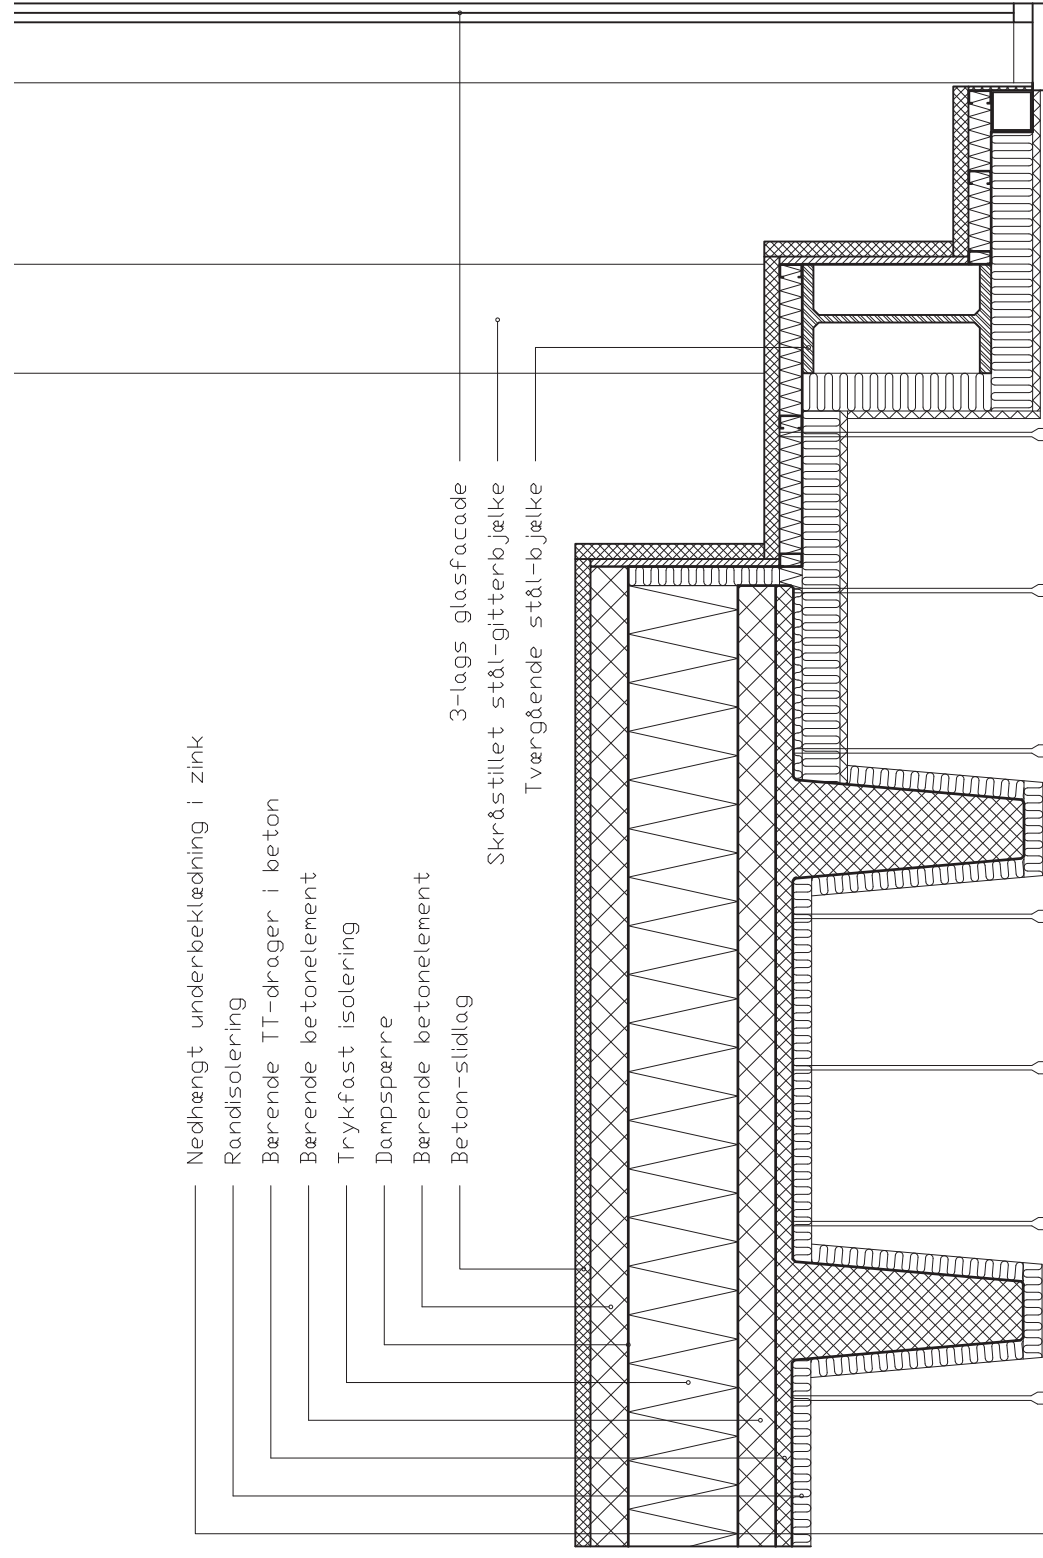 3-lags glasfacade
Skråstillet stål-gitterbjælke
Tværgående stål-bjælke
Nedhængt underbeklædning i zink
Randisolering
Bærende TT-drager i beton
Bærende betonelement
Trykfast isolering
Dampspærre
Bærende betonelement
Beton-slidlag